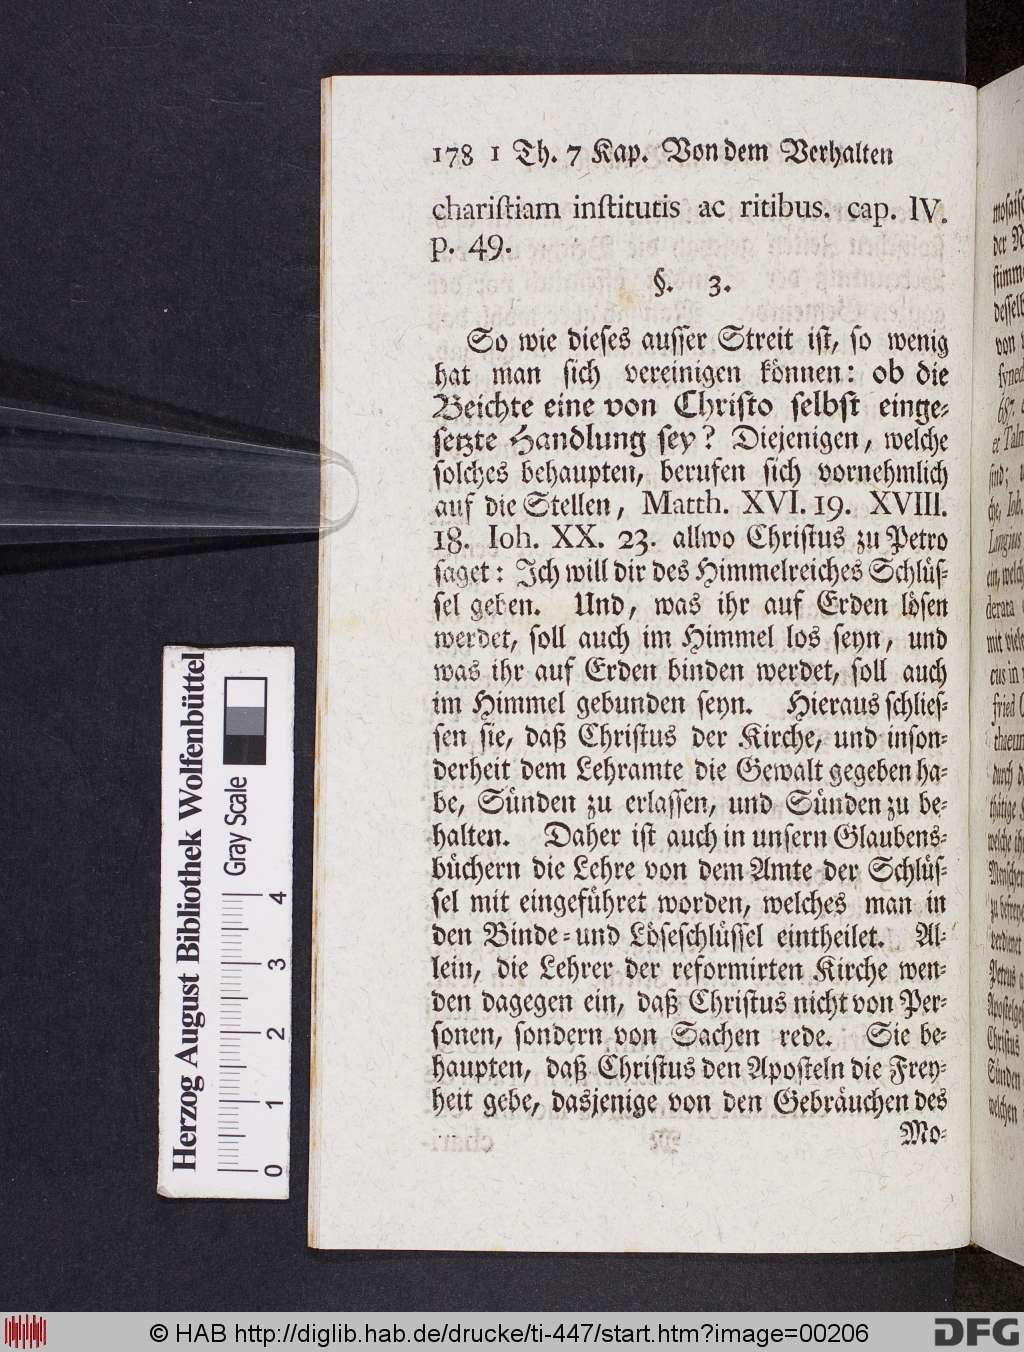 178 1 Th. 7 Kap. Von dem Verhalten
chariſtiam inſtitutis ac ritibus. cap. IV.
p. 49.
§. 3.
So wie dieſes auſſer Streit iſt, ſo wenig
hat man ſich vereinigen können: ob die
Beichte eine von Chriſto ſelbſt einge⸗
ſetzte Handlung ſey? Diejenigen, welche
ſolches behaupten, berufen ſich vornehmlich
auf die Stellen, Matth. XVI. 19. XVIII.
18. Ioh. XX. 23. allwo Chriſtus zu Petro
ſaget: Ich will dir des Himmelreiches Schlüſ⸗
ſel geben. Und, was ihr auf Erden löſen
werdet, ſoll auch im Himmel los ſeyn, und
was ihr auf Erden binden werdet, ſoll auch
im Himmel gebunden ſeyn. Hieraus ſchlieſ⸗
ſen ſie, daß Chriſtus der Kirche, und inſon⸗
derheit dem Lehramte die Gewalt gegeben ha⸗
be, Sünden zu erlaſſen, und Sünden zu be⸗
halten. Daher iſt auch in unſern Glaubens⸗
büchern die Lehre von dem Amte der Schlüſ⸗
ſel mit eingeführet worden, welches man in
den Binde⸗und Löſeſchlüſſel eintheilet. Al⸗
lein, die Lehrer der reformirten Kirche wen⸗
den dagegen ein, daß Chriſtus nicht von Per⸗
ſonen, ſondern von Sachen rede. Sie be⸗
haupten, daß Chriſtus den Apoſteln die Frey⸗
heit gebe, dasjenige von den Gebräuchen des
Mo⸗
Herzog August Bibliothek Wolfenbüttel
Gray Scale
0 1 2 3 4
© HAB http://diglib.hab.de/drucke/ti-447/start.htm?image=00206
DFG